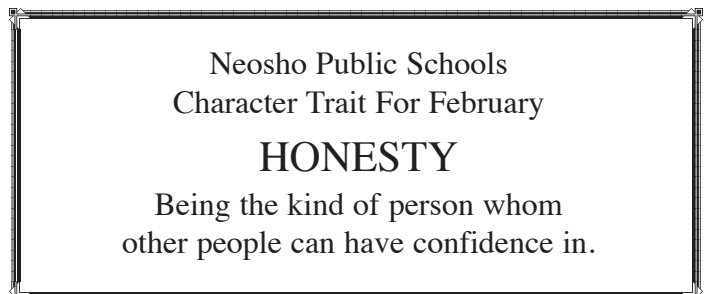 Neosho Public Schools
Character Trait For February
HONESTY
Being the kind of person whom
other people can have confidence in.